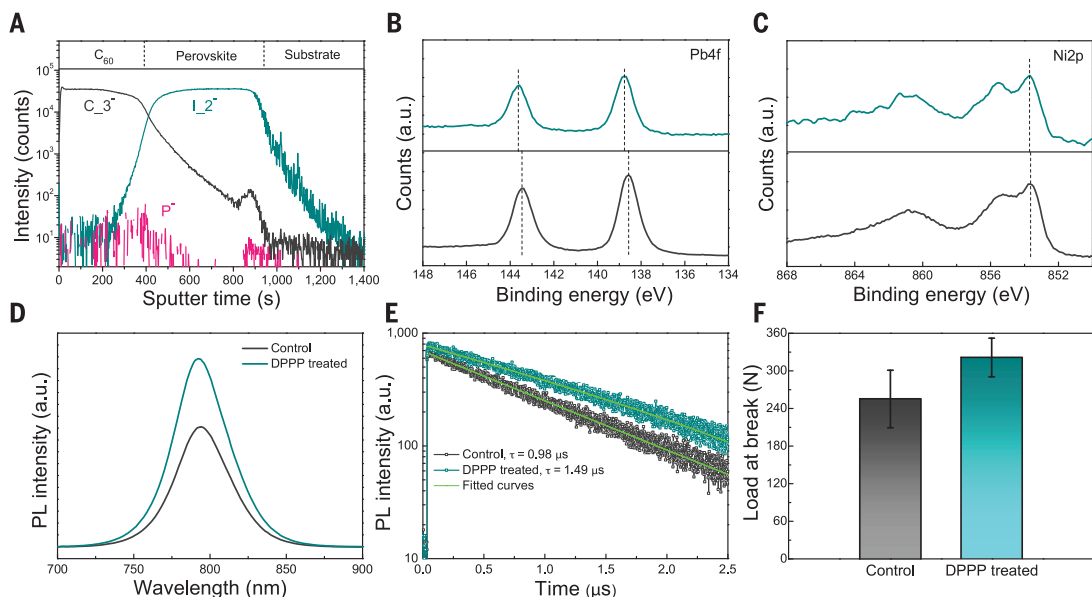 A
C60
Perovskite
Substrate
10^5
10^4
10^3
10^2
10^1
C_3^-
I_2^-
P^-
Intensity (counts)
0 200 400 600 800 1,000 1,200 1,400
Sputter time (s)
B
Pb4f
Counts (a.u.)
148 146 144 142 140 138 136 134
Binding energy (eV)
C
Ni2p
Counts (a.u.)
868 864 860 856 852
Binding energy (eV)
D
Control
DPPP treated
PL intensity (a.u.)
700 750 800 850 900
Wavelength (nm)
E
1,000
100
10
Control, τ = 0.98 μs
DPPP treated, τ = 1.49 μs
Fitted curves
PL intensity (a.u.)
0.0 0.5 1.0 1.5 2.0 2.5
Time (μs)
F
360
300
240
180
120
60
0
Load at break (N)
Control DPPP treated